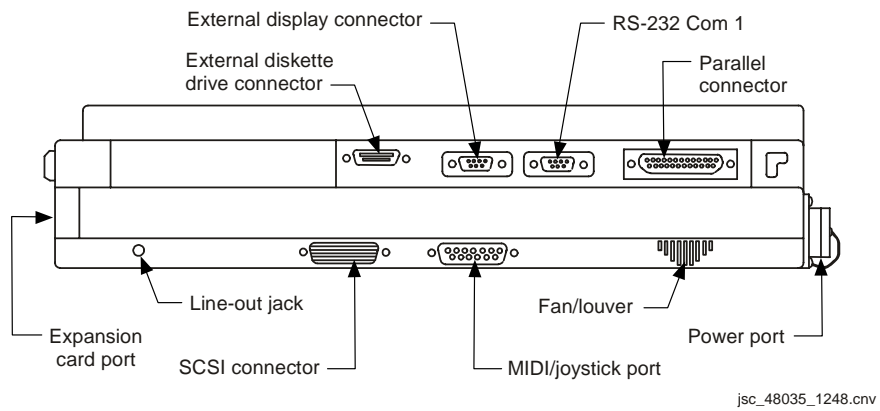 External display connector
RS-232 Com 1
External diskette
drive connector
Parallel
connector
Line-out jack
Fan/louver
Expansion
card port
Power port
SCSI connector
MIDI/joystick port
jsc_48035_1248.cnv